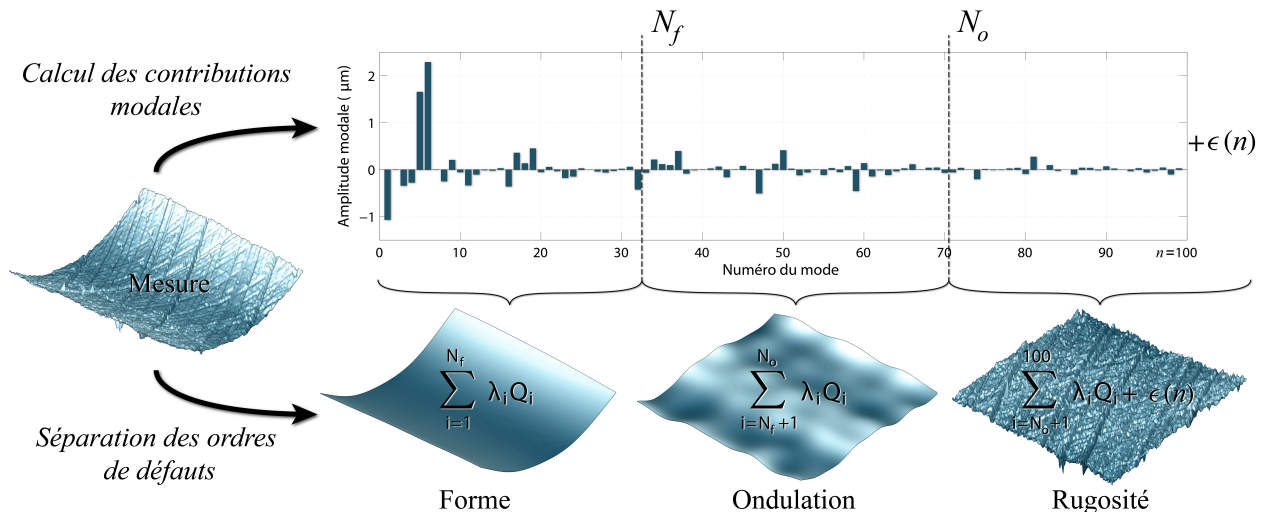 Calcul des contributions
modales
Mesure
Séparation des ordres
de défauts
N_f
N_o
Amplitude modale ( µm)
2
1
0
−1
0 10 20 30 40 50 60 70 80 90 n=100
Numéro du mode
+ϵ(n)
N_f
∑ λ_i Q_i
i=1
Forme
N_o
∑ λ_i Q_i
i=N_f+1
Ondulation
100
∑ λ_i Q_i + ϵ(n)
i=N_o+1
Rugosité